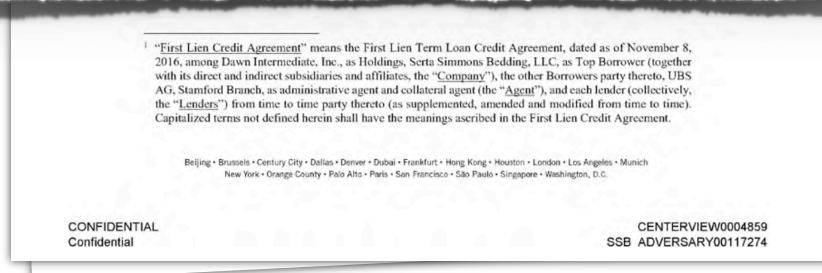 1 “First Lien Credit Agreement” means the First Lien Term Loan Credit Agreement, dated as of November 8,
2016, among Dawn Intermediate, Inc., as Holdings, Serta Simmons Bedding, LLC, as Top Borrower (together
with its direct and indirect subsidiaries and affiliates, the “Company”), the other Borrowers party thereto, UBS
AG, Stamford Branch, as administrative agent and collateral agent (the “Agent”), and each lender (collectively,
the “Lenders”) from time to time party thereto (as supplemented, amended and modified from time to time).
Capitalized terms not defined herein shall have the meanings ascribed in the First Lien Credit Agreement.
Beijing • Brussels • Century City • Dallas • Denver • Dubai • Frankfurt • Hong Kong • Houston • London • Los Angeles • Munich
New York • Orange County • Palo Alto • Paris • San Francisco • São Paulo • Singapore • Washington, D.C.
CONFIDENTIAL CENTERVIEW0004859
Confidential SSB ADVERSARY00117274